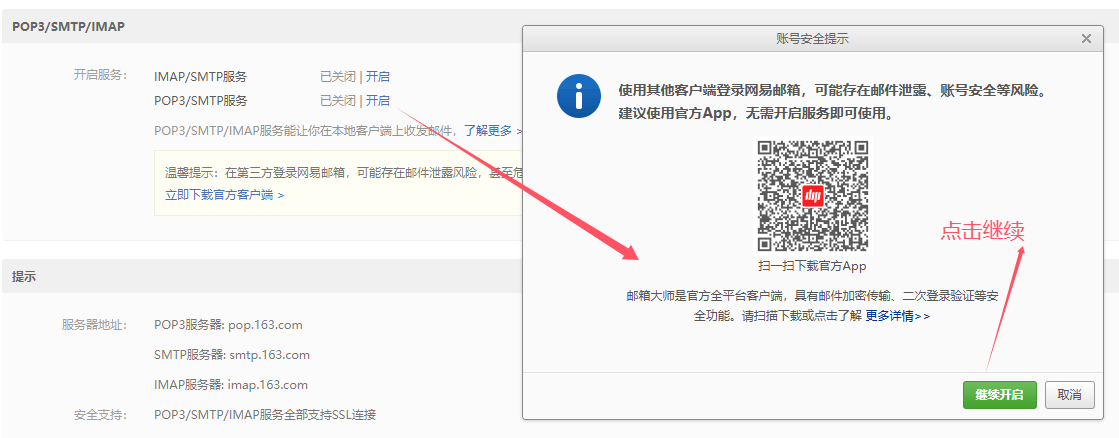 POP3/SMTP/IMAP
开启服务：
IMAP/SMTP服务
已关闭 | 开启
POP3/SMTP服务
已关闭 | 开启
POP3/SMTP/IMAP服务能让你在本地客户端上收发邮件，了解更多 >
温馨提示：在第三方登录网易邮箱，可能存在邮件泄露风险，甚至危
立即下载官方客户端 >
提示
服务器地址：
POP3服务器: pop.163.com
SMTP服务器: smtp.163.com
IMAP服务器: imap.163.com
安全支持：
POP3/SMTP/IMAP服务全部支持SSL连接
账号安全提示
使用其他客户端登录网易邮箱，可能存在邮件泄露、账号安全等风险。
建议使用官方App，无需开启服务即可使用。
扫一扫下载官方App
邮箱大师是官方全平台客户端，具有邮件加密传输、二次登录验证等安
全功能。请扫描下载或点击了解 更多详情>>
点击继续
继续开启
取消